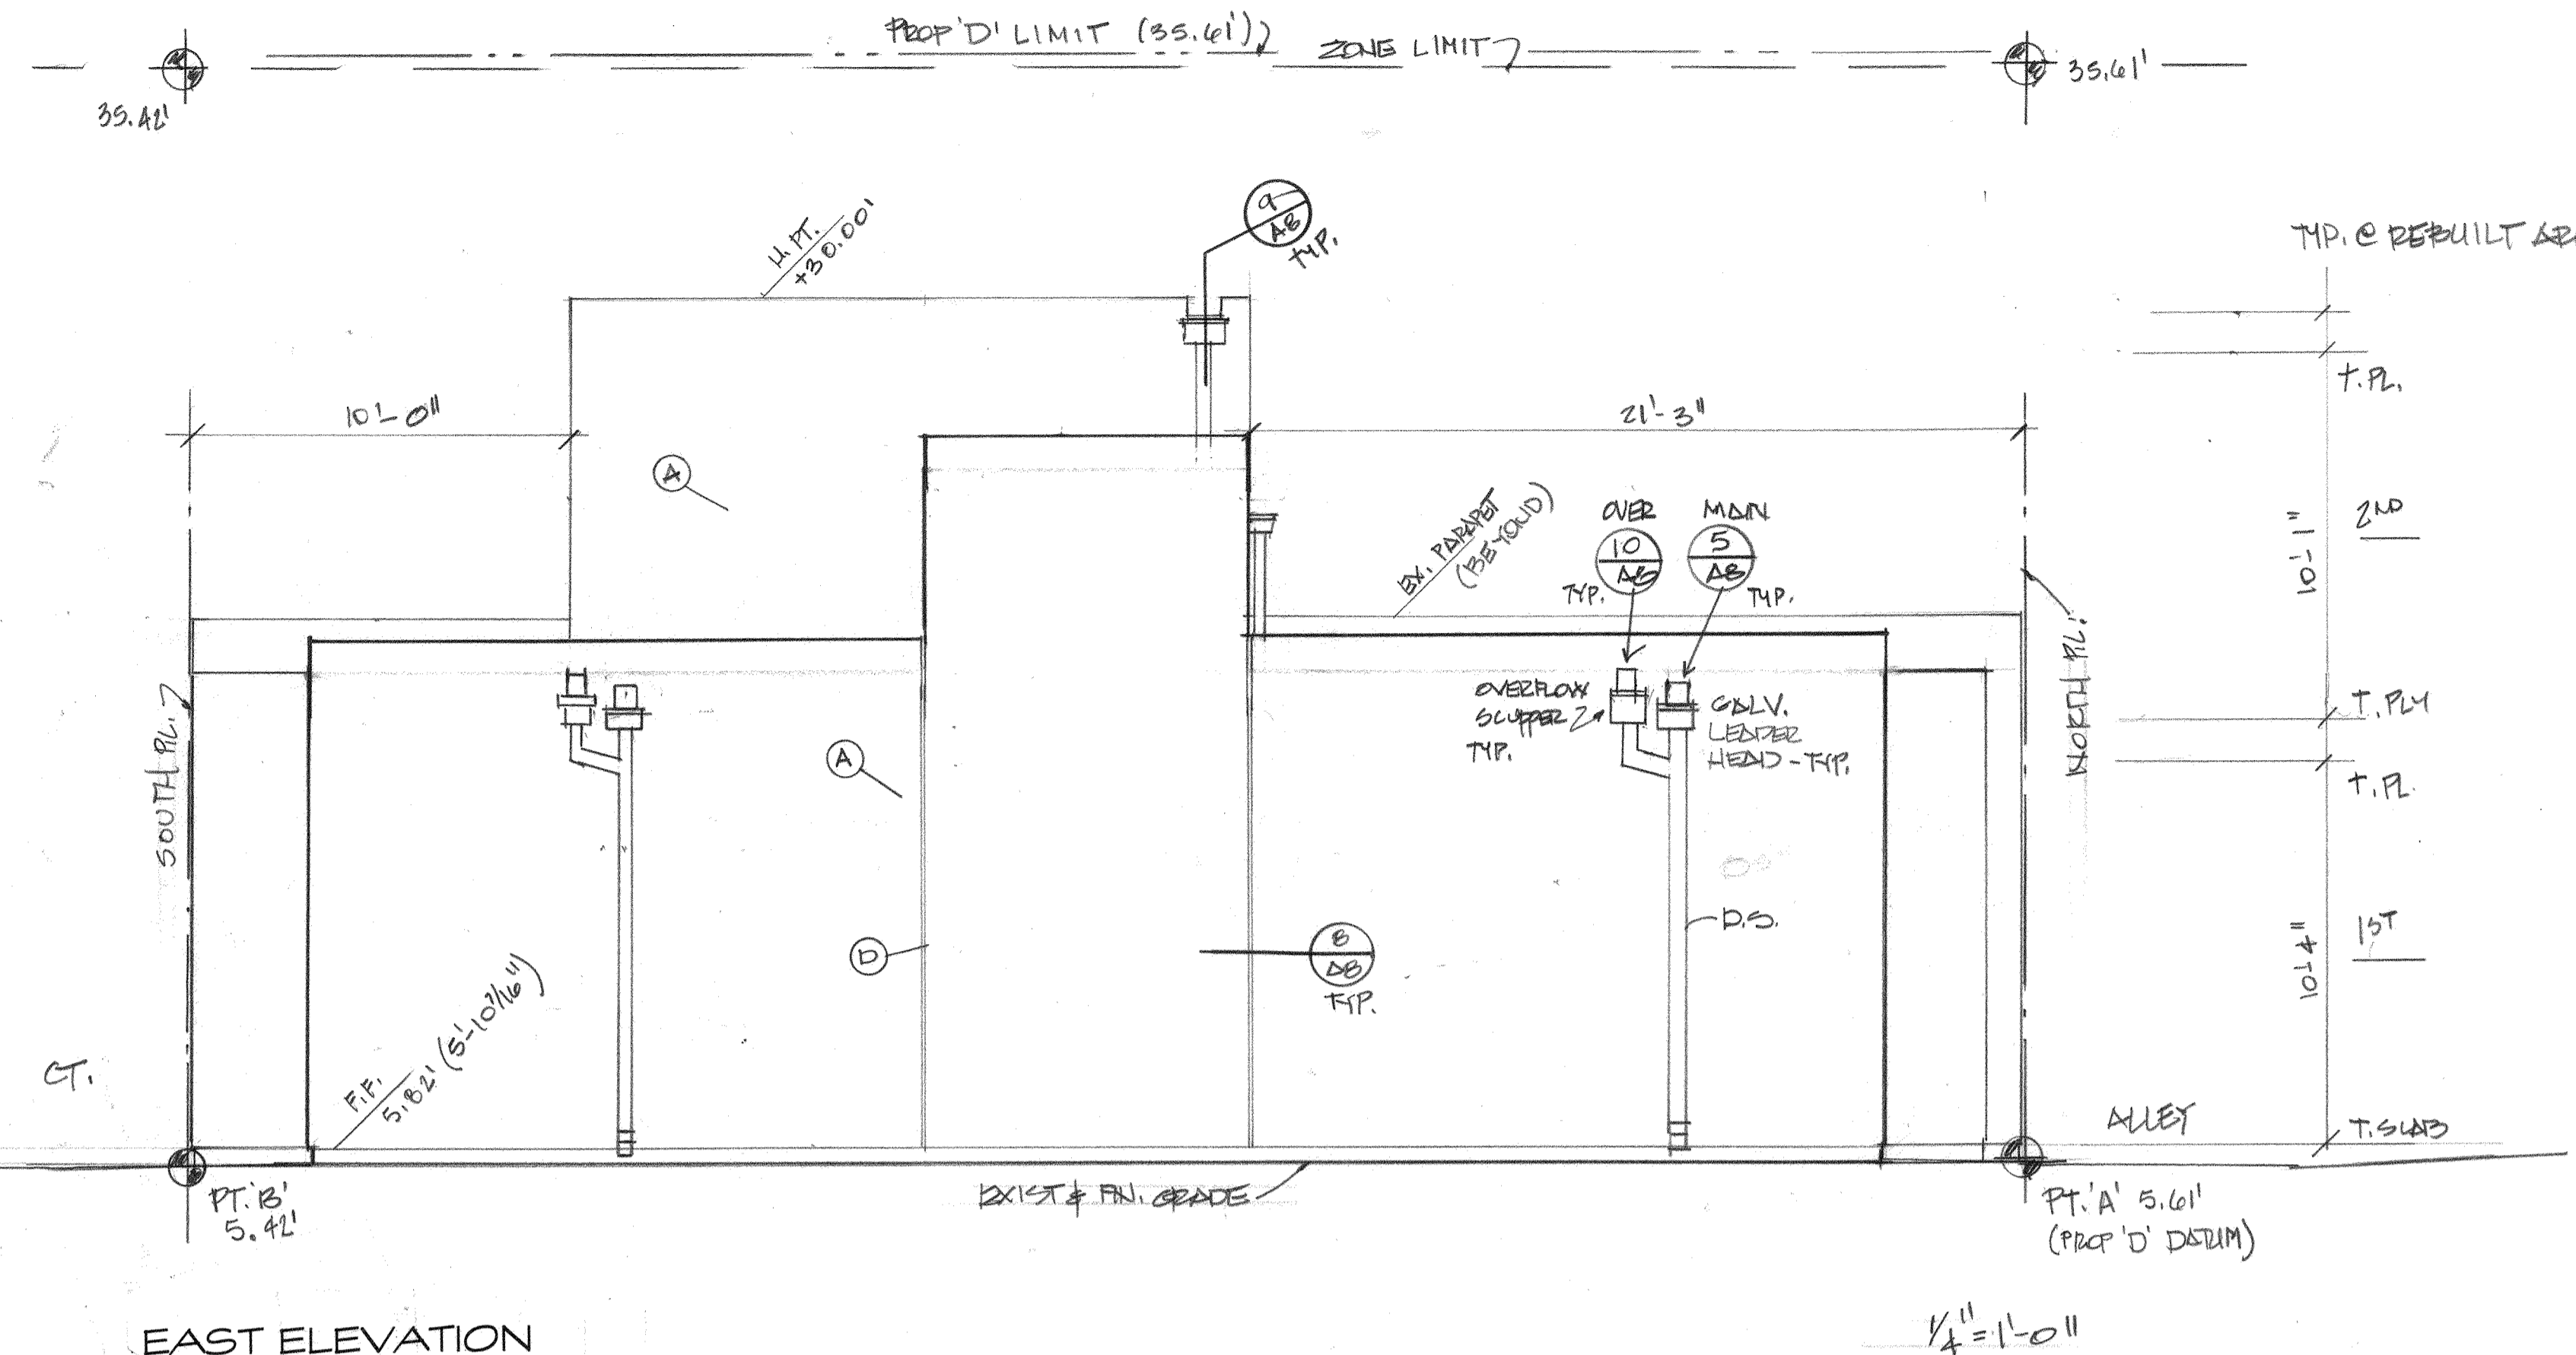 PROP 'D' LIMIT (35.61')
ZONE LIMIT
35.42'
35.61'
H. PT.
+30.00'
9
A8
TYP.
TYP. @ REBUILT
10'-0"
21'-3"
T. PL.
A
EX. PARAPET
(BEYOND)
OVER
10
A8
TYP.
MAIN
5
A8
TYP.
2ND
10'-1"
OVERFLOW
SCUPPER
TYP.
GALV.
LEADER
HEAD - TYP.
NORTH P.L.
T. PLY
T. PL.
SOUTH P.L.
A
D.S.
D
8
A8
TYP.
1ST
10'-4"
CT.
F.F.
5.82' (5'-10 7/16")
ALLEY
T. SLAB
PT. 'B'
5.42'
EXIST & FIN. GRADE
PT. 'A' 5.61'
(PROP 'D' DATUM)
EAST ELEVATION
1/4" = 1'-0"